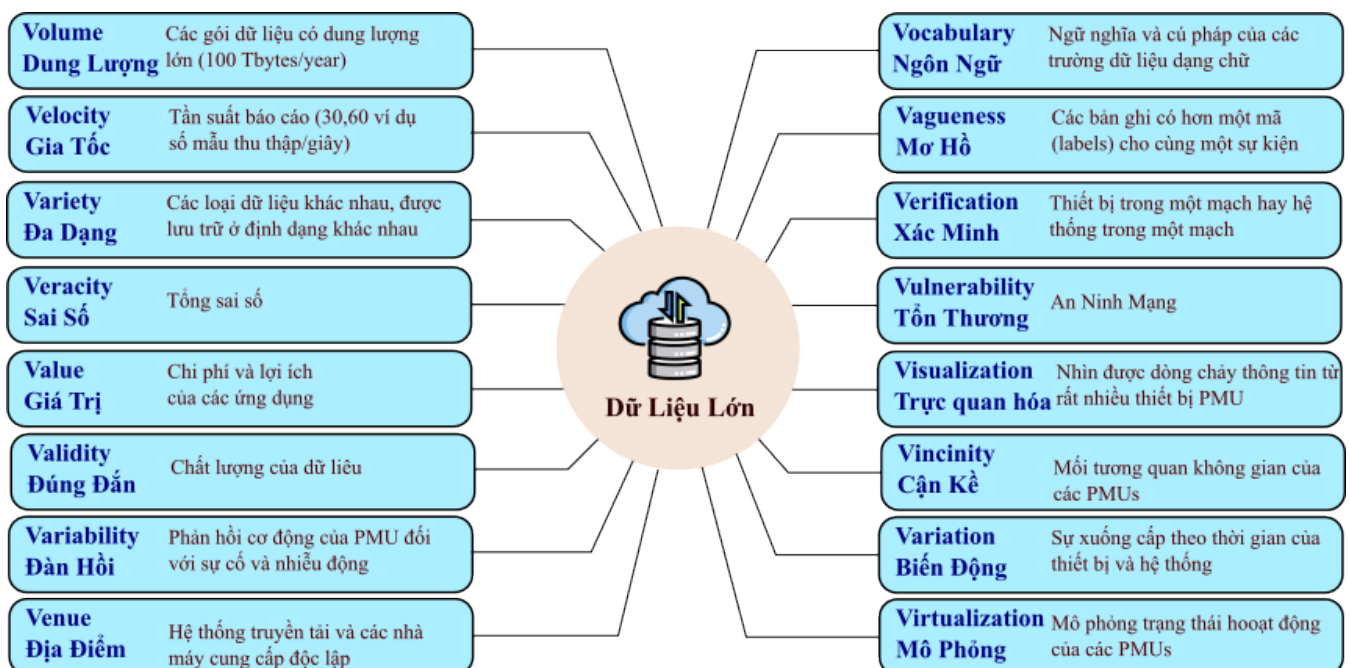 Volume
Dung Lượng
Các gói dữ liệu có dung lượng
lớn (100 Tbytes/year)
Velocity
Gia Tốc
Tần suất báo cáo (30,60 ví dụ
số mẫu thu thập/giây)
Variety
Đa Dạng
Các loại dữ liệu khác nhau, được
lưu trữ ở định dạng khác nhau
Veracity
Sai Số
Tổng sai số
Value
Giá Trị
Chi phí và lợi ích
của các ứng dụng
Validity
Đúng Đắn
Chất lượng của dữ liêu
Variability
Đàn Hồi
Phản hồi cơ động của PMU đối
với sự cố và nhiễu động
Venue
Địa Điểm
Hệ thống truyền tải và các nhà
máy cung cấp độc lập
Dữ Liệu Lớn
Vocabulary
Ngôn Ngữ
Ngữ nghĩa và cú pháp của các
trường dữ liệu dạng chữ
Vagueness
Mơ Hồ
Các bản ghi có hơn một mã
(labels) cho cùng một sự kiện
Verification
Xác Minh
Thiết bị trong một mạch hay hệ
thống trong một mạch
Vulnerability
Tổn Thương
An Ninh Mạng
Visualization
Trực quan hóa
Nhìn được dòng chảy thông tin từ
rất nhiều thiết bị PMU
Vincinity
Cận Kề
Mối tương quan không gian của
các PMUs
Variation
Biến Động
Sự xuống cấp theo thời gian của
thiết bị và hệ thống
Virtualization
Mô Phỏng
Mô phỏng trạng thái hooạt động
của các PMUs